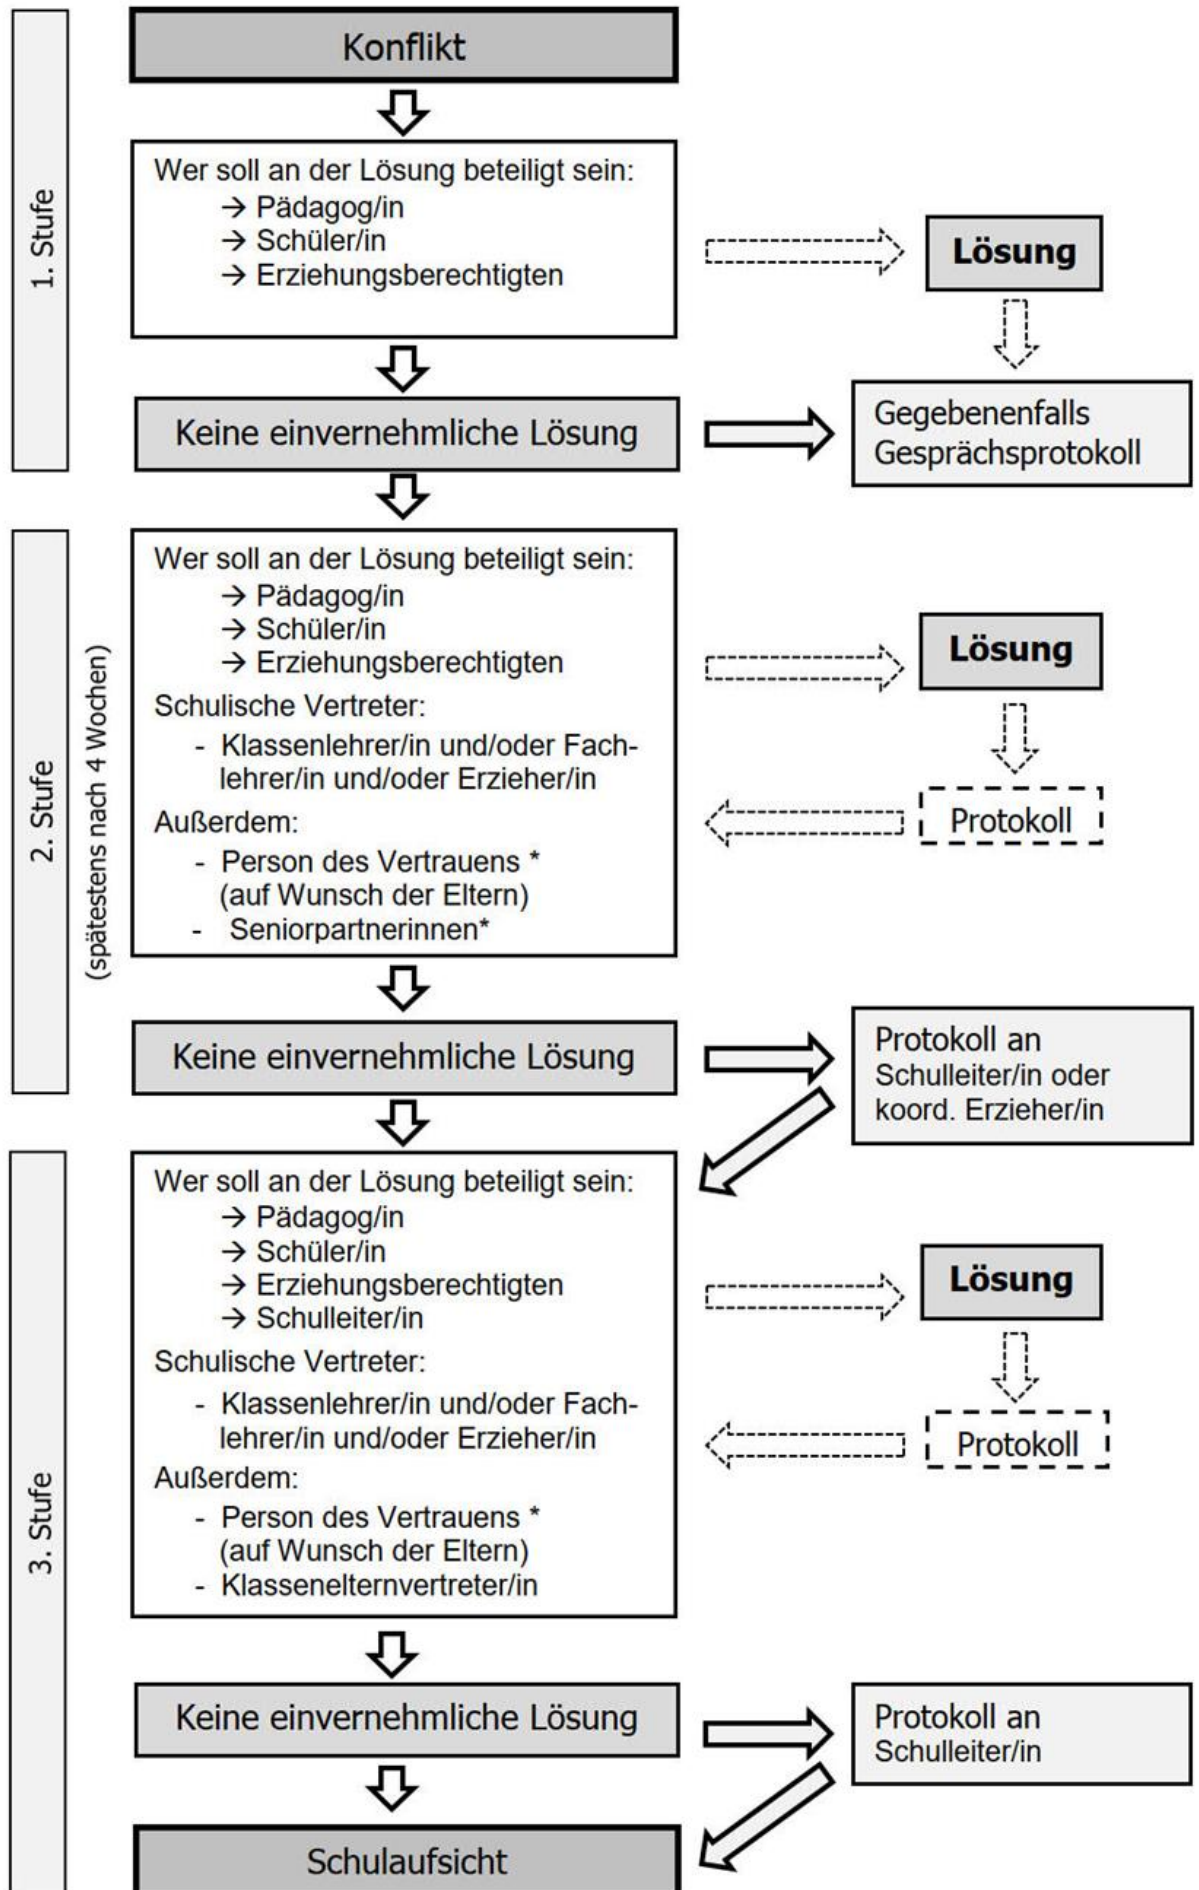 Konflikt
1. Stufe
Wer soll an der Lösung beteiligt sein:
→ Pädagog/in
→ Schüler/in
→ Erziehungsberechtigten
Lösung
Keine einvernehmliche Lösung
Gegebenenfalls
Gesprächsprotokoll
2. Stufe
(spätestens nach 4 Wochen)
Wer soll an der Lösung beteiligt sein:
→ Pädagog/in
→ Schüler/in
→ Erziehungsberechtigten
Schulische Vertreter:
- Klassenlehrer/in und/oder Fach-
lehrer/in und/oder Erzieher/in
Außerdem:
- Person des Vertrauens *
(auf Wunsch der Eltern)
- Seniorpartnerinnen*
Lösung
Protokoll
Keine einvernehmliche Lösung
Protokoll an
Schulleiter/in oder
koord. Erzieher/in
3. Stufe
Wer soll an der Lösung beteiligt sein:
→ Pädagog/in
→ Schüler/in
→ Erziehungsberechtigten
→ Schulleiter/in
Schulische Vertreter:
- Klassenlehrer/in und/oder Fach-
lehrer/in und/oder Erzieher/in
Außerdem:
- Person des Vertrauens *
(auf Wunsch der Eltern)
- Klassenelternvertreter/in
Lösung
Protokoll
Keine einvernehmliche Lösung
Protokoll an
Schulleiter/in
Schulaufsicht